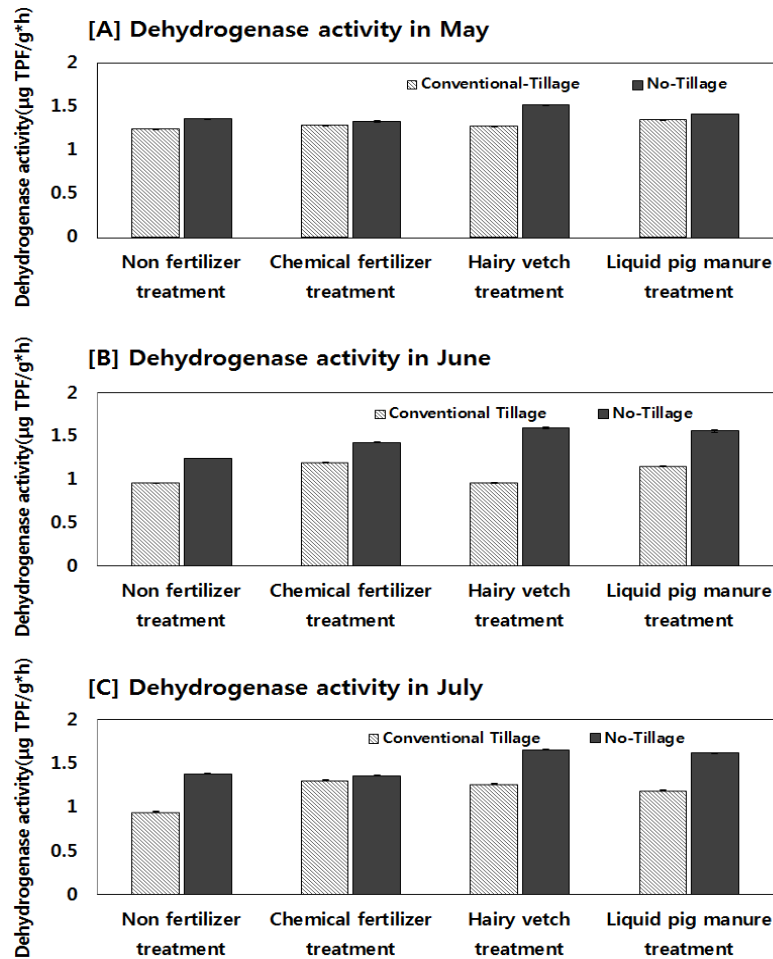 [A] Dehydrogenase activity in May
Dehydrogenase activity(µg TPF/g*h)
2
1.5
1
0.5
0
Conventional-Tillage
No-Tillage
Non fertilizer
treatment
Chemical fertilizer
treatment
Hairy vetch
treatment
Liquid pig manure
treatment
[B] Dehydrogenase activity in June
Dehydrogenase activity(µg TPF/g*h)
2
1.5
1
0.5
0
Conventional Tillage
No-Tillage
Non fertilizer
treatment
Chemical fertilizer
treatment
Hairy vetch
treatment
Liquid pig manure
treatment
[C] Dehydrogenase activity in July
Dehydrogenase activity(µg TPF/g*h)
2
1.5
1
0.5
0
Conventional Tillage
No-Tillage
Non fertilizer
treatment
Chemical fertilizer
treatment
Hairy vetch
treatment
Liquid pig manure
treatment